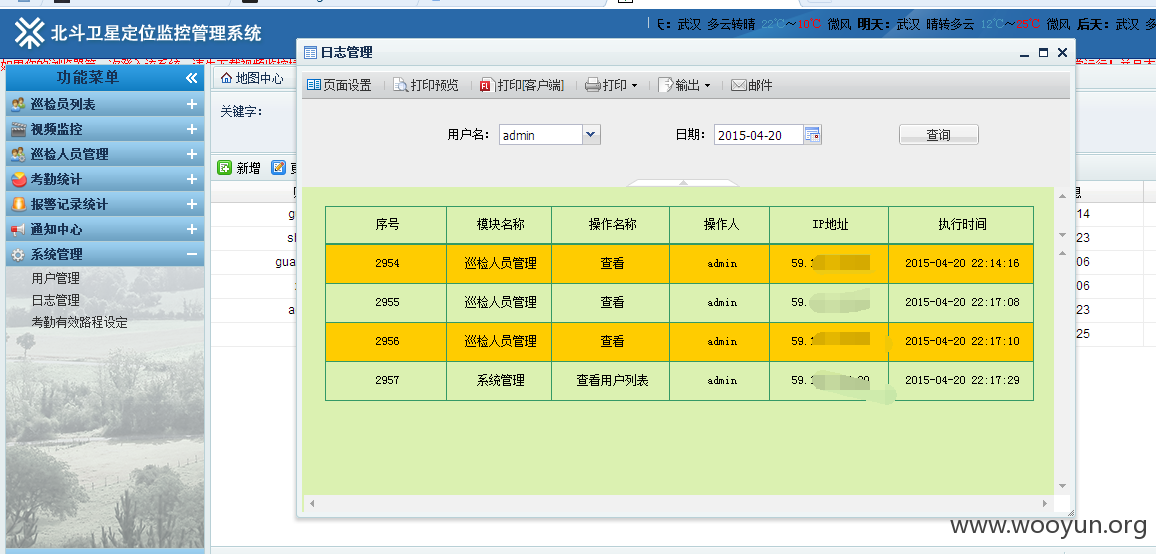 武汉 多云转晴 22℃～10℃ 微风 明天: 武汉 晴转多云 12℃～25℃ 微风 后天: 武汉
北斗卫星定位监控管理系统
日志管理
功能菜单
地图中心
页面设置 打印预览 打印[客户端] 打印 输出 邮件
巡检员列表
关键字:
视频监控
用户名: admin 日期: 2015-04-20 查询
巡检人员管理
新增
考勤统计
报警记录统计
通知中心
系统管理
用户管理
日志管理
考勤有效路程设定
序号 模块名称 操作名称 操作人 IP地址 执行时间
2954 巡检人员管理 查看 admin 59. 2015-04-20 22:14:16
2955 巡检人员管理 查看 admin 59. 2015-04-20 22:17:08
2956 巡检人员管理 查看 admin 59. 2015-04-20 22:17:10
2957 系统管理 查看用户列表 admin 59. 2015-04-20 22:17:29
14
23
06
06
23
25
www.wooyun.org